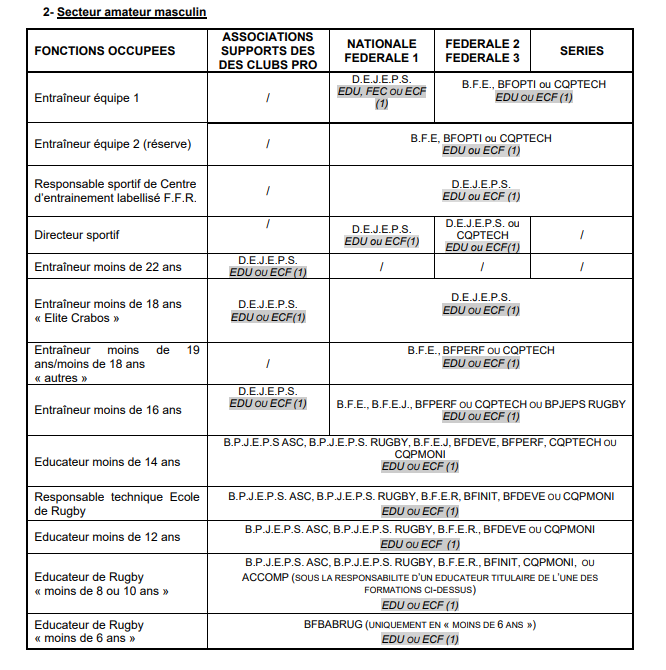 2- Secteur amateur masculin
FONCTIONS OCCUPEES
ASSOCIATIONS
SUPPORTS DES
DES CLUBS PRO
NATIONALE
FEDERALE 1
FEDERALE 2
FEDERALE 3
SERIES
Entraîneur équipe 1
/
D.E.J.E.P.S.
EDU, FEC OU ECF
(1)
B.F.E., BFOPTI ou CQPTECH
EDU ou ECF (1)
Entraîneur équipe 2 (réserve)
/
B.F.E, BFOPTI ou CQPTECH
EDU ou ECF (1)
Responsable sportif de Centre
d'entrainement labellisé F.F.R.
/
D.E.J.E.P.S.
EDU ou ECF (1)
Directeur sportif
/
D.E.J.E.P.S.
EDU ou ECF(1)
D.E.J.E.P.S. ou
CQPTECH
EDU ou ECF(1)
/
Entraîneur moins de 22 ans
D.E.J.E.P.S.
EDU ou ECF (1)
/
/
/
Entraîneur moins de 18 ans
« Elite Crabos »
D.E.J.E.P.S.
EDU ou ECF(1)
D.E.J.E.P.S.
EDU ou ECF (1)
Entraîneur moins de 19
ans/moins de 18 ans
« autres »
/
B.F.E., BFPERF OU CQPTECH
EDU ou ECF (1)
Entraîneur moins de 16 ans
D.E.J.E.P.S.
EDU ou ECF (1)
B.F.E., B.F.E.J., BFPERF OU CQPTECH OU BPJEPS RUGBY
EDU ou ECF (1)
Educateur moins de 14 ans
B.P.J.E.P.S ASC, B.P.J.E.P.S. RUGBY, B.F.E.J, BFDEVE, BFPERF, CQPTECH OU
CQPMONI
EDU ou ECF (1)
Responsable technique Ecole
de Rugby
B.P.J.E.P.S. ASC, B.P.J.E.P.S. RUGBY, B.F.E.R, BFINIT, BFDEVE OU CQPMONI
EDU ou ECF (1)
Educateur moins de 12 ans
B.P.J.E.P.S. ASC, B.P.J.E.P.S. RUGBY, B.F.E.R., BFDEVE OU CQPMONI
EDU ou ECF (1)
Educateur de Rugby
« moins de 8 ou 10 ans »
B.P.J.E.P.S. ASC, B.P.J.E.P.S. RUGBY, B.F.E.R., BFINIT, CQPMONI, OU
ACCOMP (SOUS LA RESPONSABILITE D'UN EDUCATEUR TITULAIRE DE L'UNE DES
FORMATIONS CI-DESSUS)
EDU ou ECF (1)
Educateur de Rugby
« moins de 6 ans »
BFBABRUG (UNIQUEMENT EN « MOINS DE 6 ANS »)
EDU ou ECF (1)